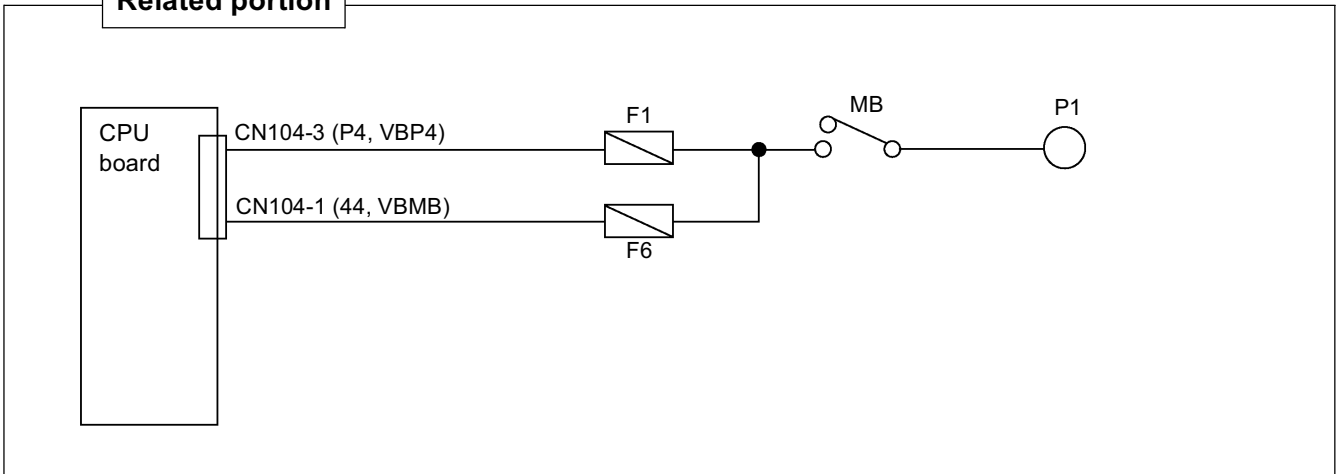 Related portion
CPU
board
CN104-3 (P4, VBP4)
F1
MB
P1
CN104-1 (44, VBMB)
F6